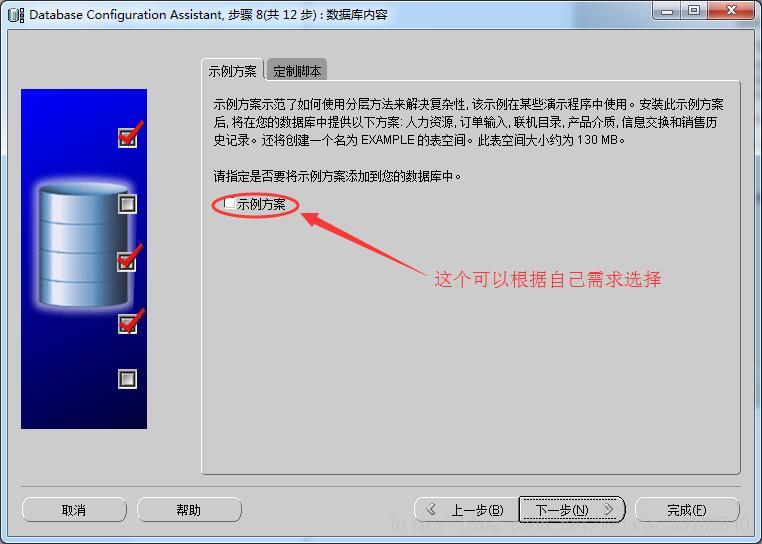 Database Configuration Assistant, 步骤 8(共 12 步) : 数据库内容
示例方案 定制脚本
示例方案示范了如何使用分层方法来解决复杂性, 该示例在某些演示程序中使用。安装此示例方案
后, 将在您的数据库中提供以下方案: 人力资源, 订单输入, 联机目录, 产品介质, 信息交换和销售历
史记录。还将创建一个名为 EXAMPLE 的表空间。此表空间大小约为 130 MB。
请指定是否要将示例方案添加到您的数据库中。
示例方案
这个可以根据自己需求选择
取消 帮助 上一步(B) 下一步(N) 完成(F)